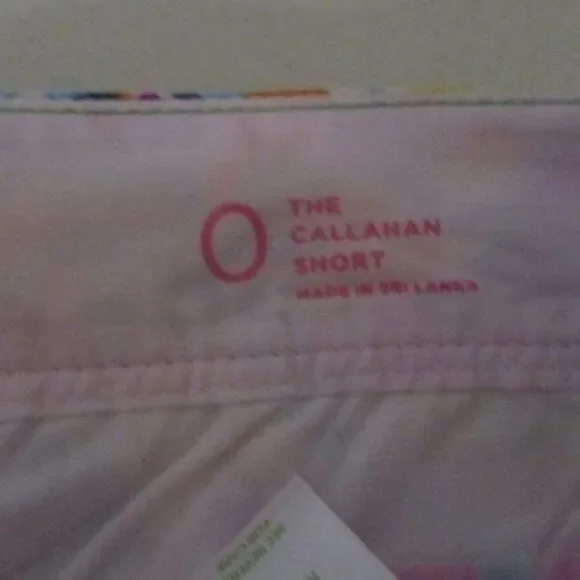 0 THE
CALLAHAN
SHORT
MADE IN SRI LANKA